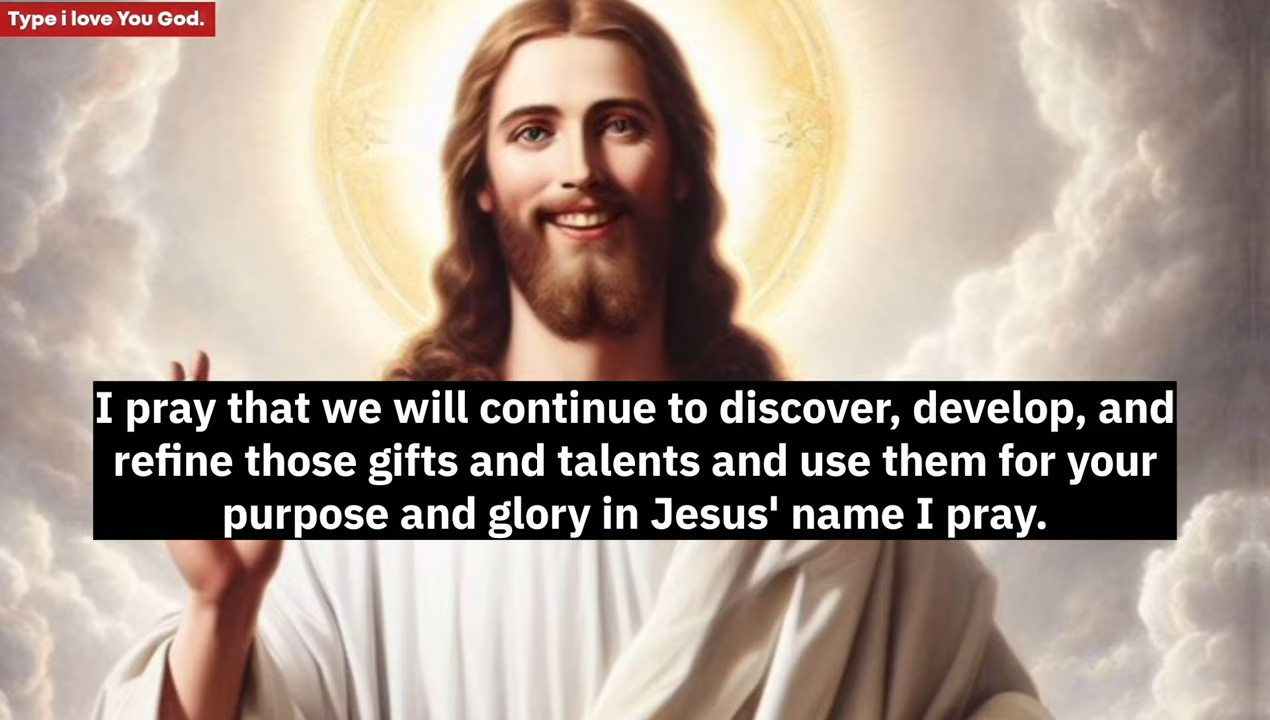 Type i love You God.
I pray that we will continue to discover, develop, and
refine those gifts and talents and use them for your
purpose and glory in Jesus' name I pray.